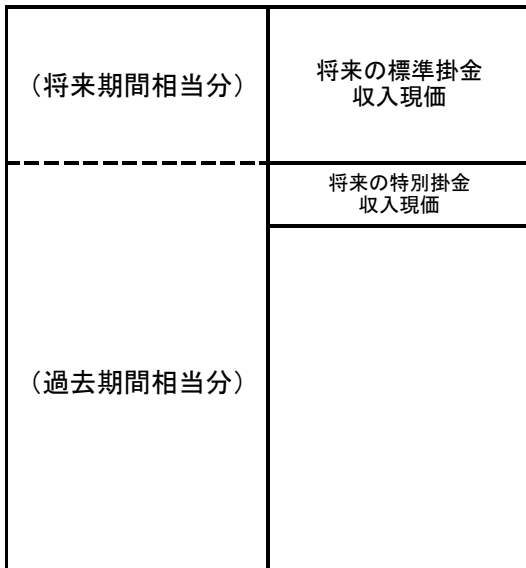 （将来期間相当分）
将来の標準掛金
収入現価
将来の特別掛金
収入現価
（過去期間相当分）